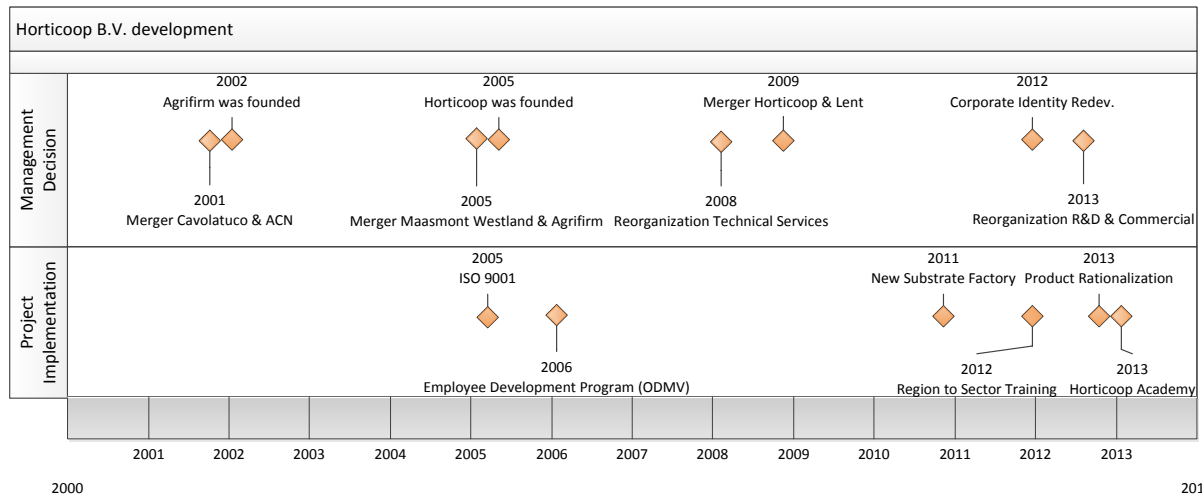 Horticoop B.V. development
Management
Decision
2002
Agrifirm was founded
2005
Horticoop was founded
2009
Merger Horticoop & Lent
2012
Corporate Identity Redev.
2001
Merger Cavolatuco & ACN
2005
Merger Maasmont Westland & Agrifirm
2008
Reorganization Technical Services
2013
Reorganization R&D & Commercial
Project
Implementation
2005
ISO 9001
2011
New Substrate Factory
2013
Product Rationalization
2006
Employee Development Program (ODMV)
2012
Region to Sector Training
2013
Horticoop Academy
2001 2002 2003 2004 2005 2006 2007 2008 2009 2010 2011 2012 2013
2000